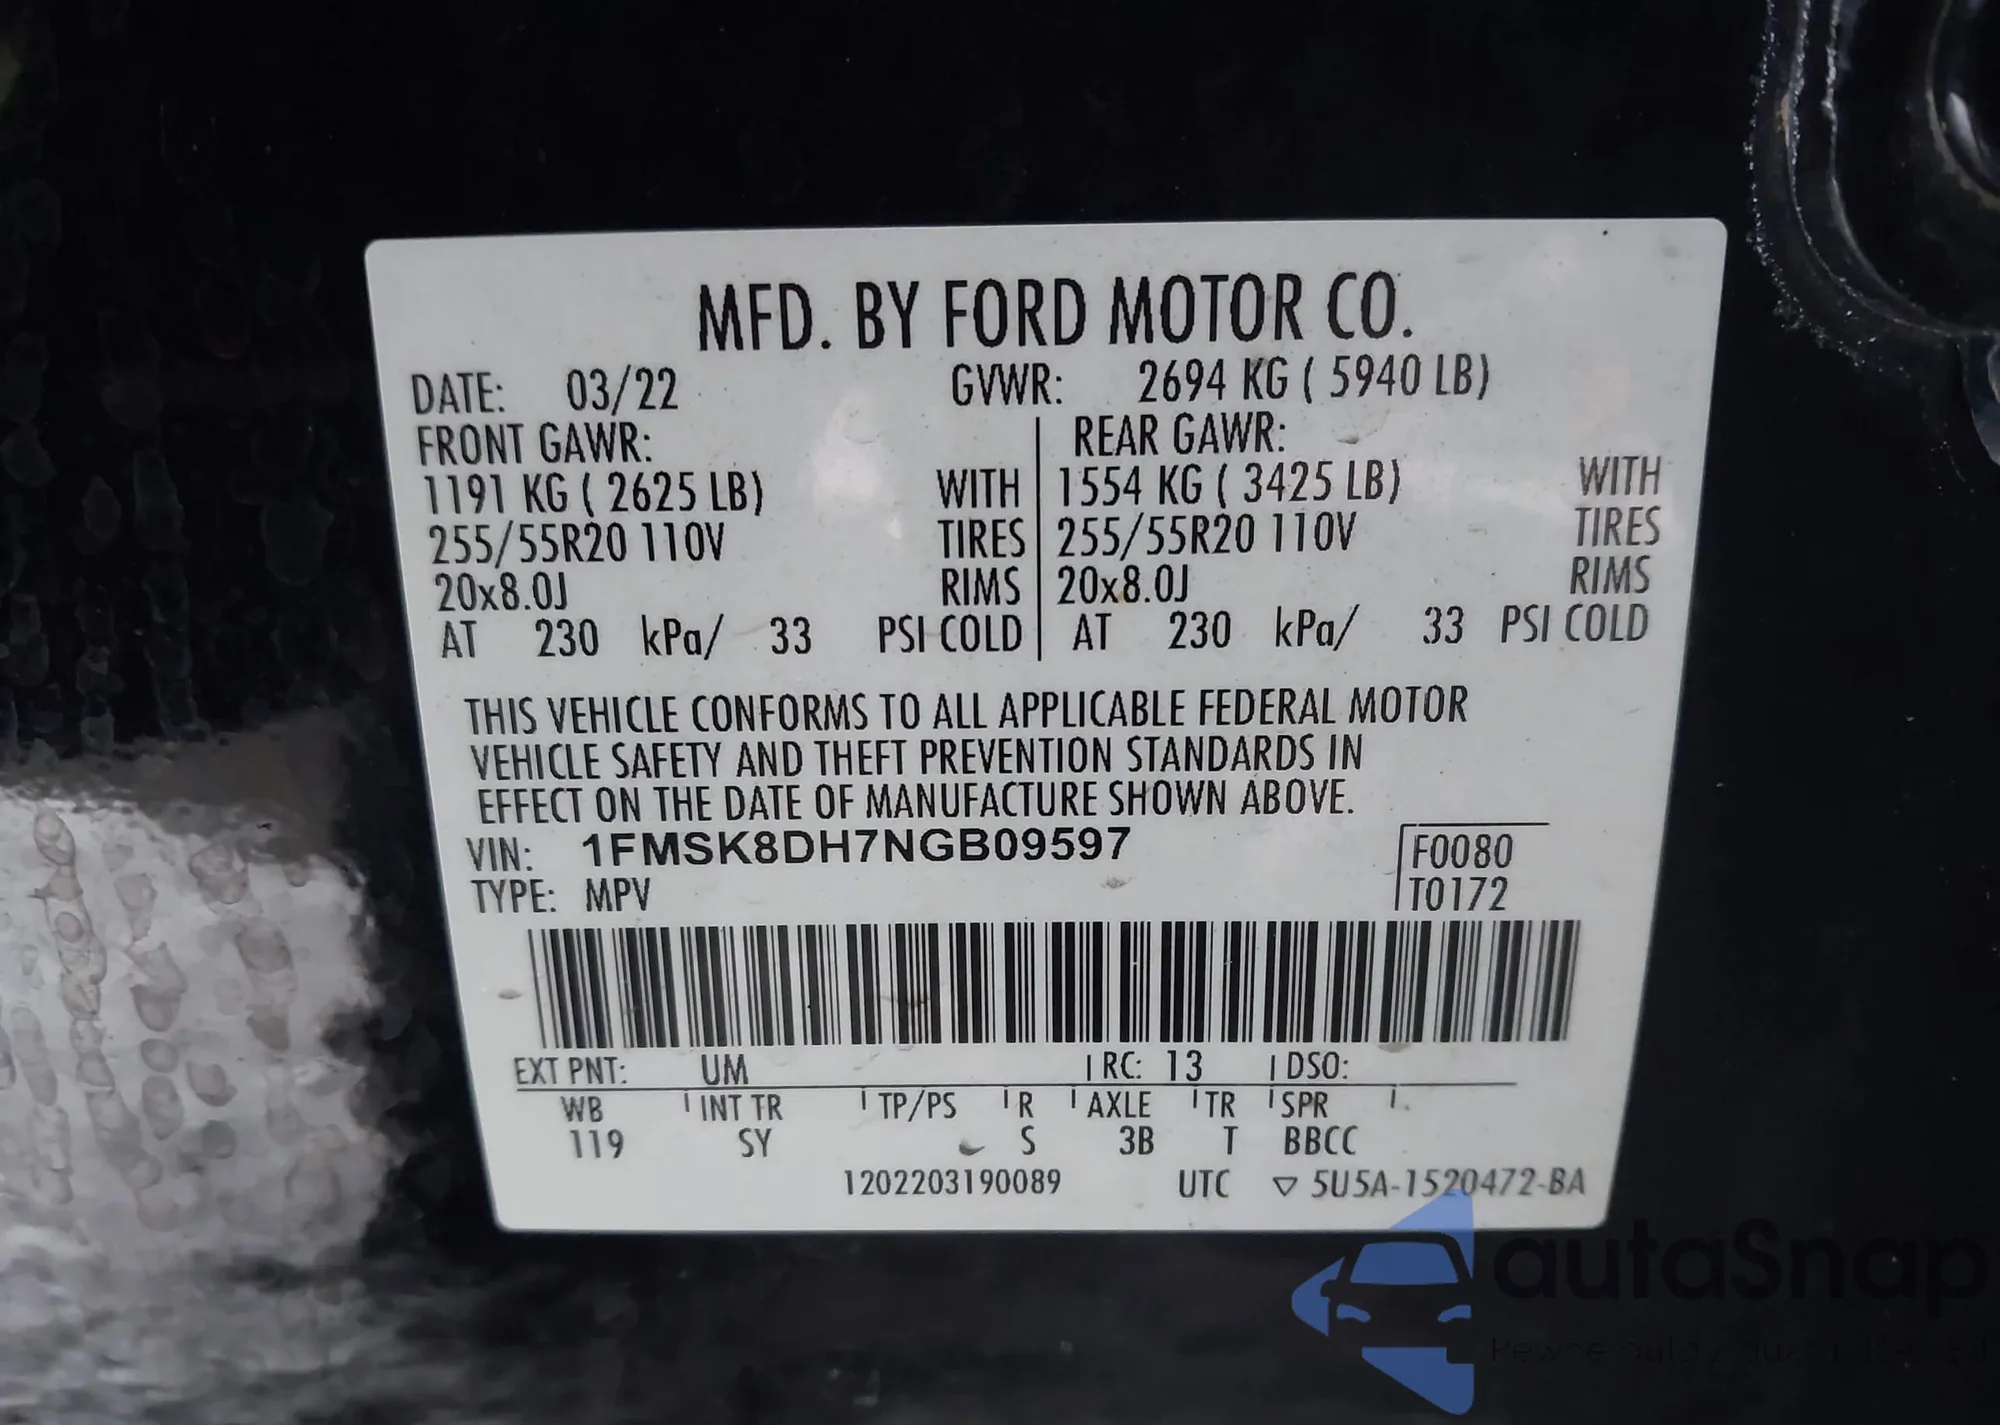 MFD. BY FORD MOTOR CO.
DATE: 03/22 GVWR: 2694 KG ( 5940 LB)
FRONT GAWR: REAR GAWR:
1191 KG ( 2625 LB) WITH 1554 KG ( 3425 LB) WITH
255/55R20 110V TIRES 255/55R20 110V TIRES
20x8.0J RIMS 20x8.0J RIMS
AT 230 kPa/ 33 PSI COLD AT 230 kPa/ 33 PSI COLD
THIS VEHICLE CONFORMS TO ALL APPLICABLE FEDERAL MOTOR
VEHICLE SAFETY AND THEFT PREVENTION STANDARDS IN
EFFECT ON THE DATE OF MANUFACTURE SHOWN ABOVE.
VIN: 1FMSK8DH7NGB09597 F0080
TYPE: MPV T0172
EXT PNT: UM RC: 13 DSO:
WB INT TR TP/PS R AXLE TR SPR
119 SY S 3B T BBCC
1202203190089 UTC ▽ 5U5A-1520472-BA
autaSnap